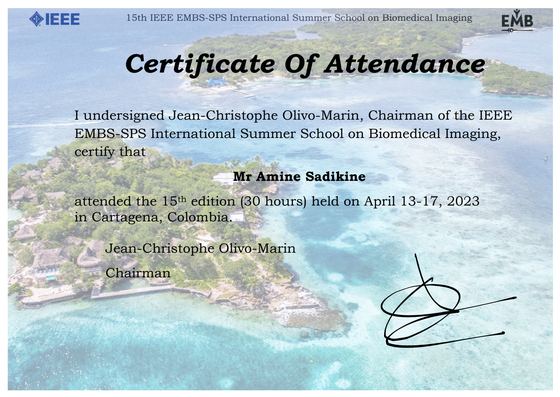 IEEE
15th IEEE EMBS-SPS International Summer School on Biomedical Imaging
EMB
Certificate Of Attendance
I undersigned Jean-Christophe Olivo-Marin, Chairman of the IEEE
EMBS-SPS International Summer School on Biomedical Imaging,
certify that
Mr Amine Sadikine
attended the 15th edition (30 hours) held on April 13-17, 2023
in Cartagena, Colombia.
Jean-Christophe Olivo-Marin
Chairman